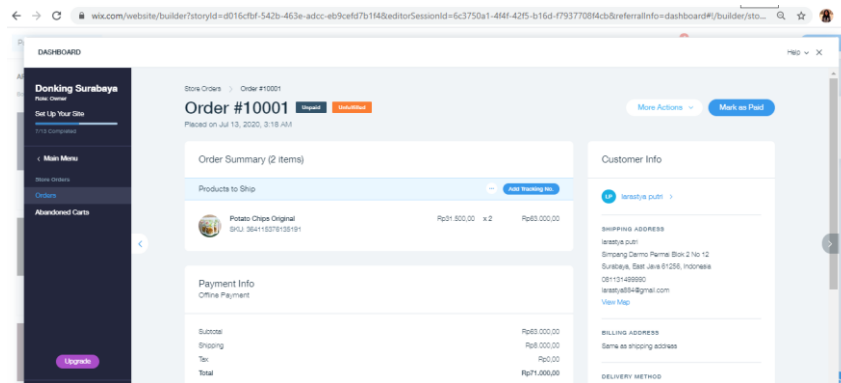 wix.com/website/builder?storyId=d016cfbf-542b-463e-adcc-eb9cefd7b1f4&editorSessionId=6c3750a1-4f4f-42f5-b16d-f7937708f4cb&referralInfo=dashboard#!/builder/sto...
DASHBOARD
Help
Donking Surabaya
Role: Owner
Set Up Your Site
1/13 Completed
Main Menu
Store Orders
Orders
Abandoned Carts
Upgrade
Store Orders > Order #10001
Order #10001 Unpaid Unfulfilled
Placed on Jul 13, 2020, 3:18 AM
More Actions
Mark as Paid
Order Summary (2 items)
Products to Ship
... Add Tracking No.
Potato Chips Original Rp31.500,00 x 2 Rp63.000,00
SKU: 364115376135191
Payment Info
Offline Payment
Subtotal Rp63.000,00
Shipping Rp8.000,00
Tax Rp0,00
Total Rp71.000,00
Customer Info
LP larastya putri >
SHIPPING ADDRESS
larastya putri
Simpang Darmo Permai Blok 2 No 12
Surabaya, East Java 61256, Indonesia
081131499990
larastya884@gmail.com
View Map
BILLING ADDRESS
Same as shipping address
DELIVERY METHOD